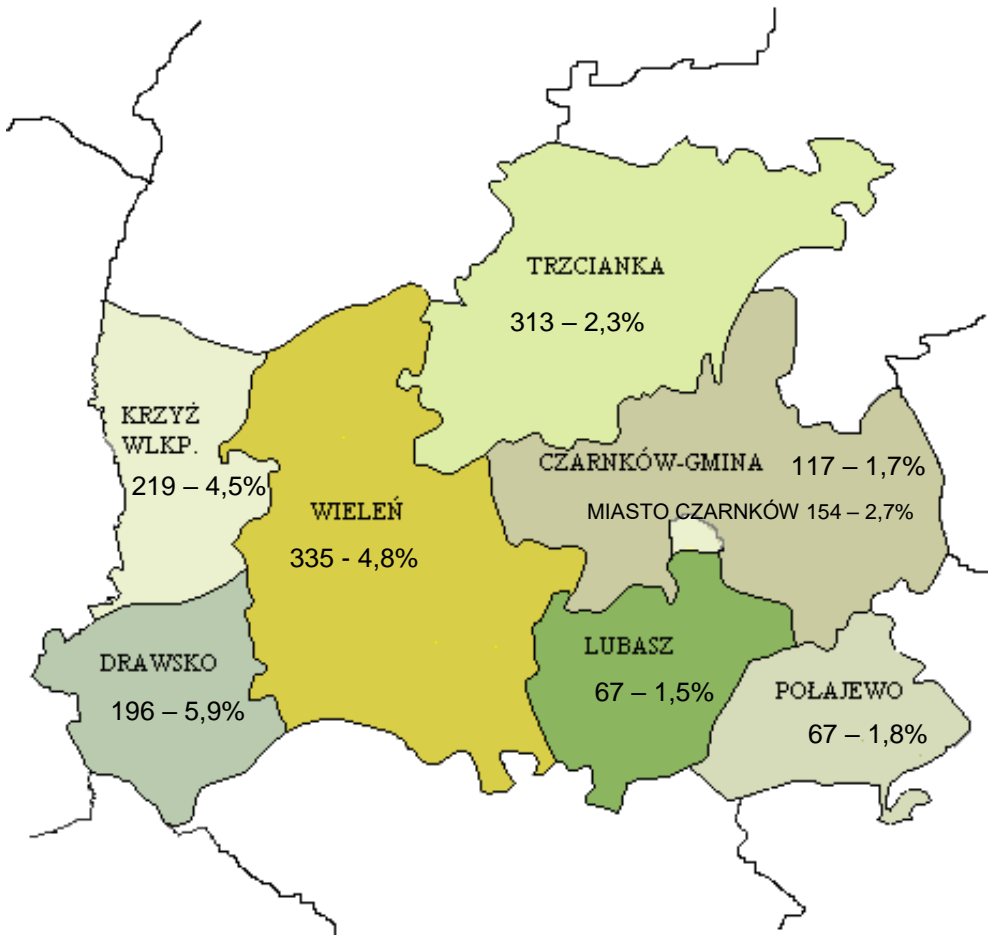 TRZCIANKA
313 – 2,3%
KRZYŻ
WLKP.
219 – 4,5%
CZARNKÓW-GMINA 117 – 1,7%
MIASTO CZARNKÓW 154 – 2,7%
WIELEŃ
335 - 4,8%
DRAWSKO
196 – 5,9%
LUBASZ
67 – 1,5%
POŁAJEWO
67 – 1,8%